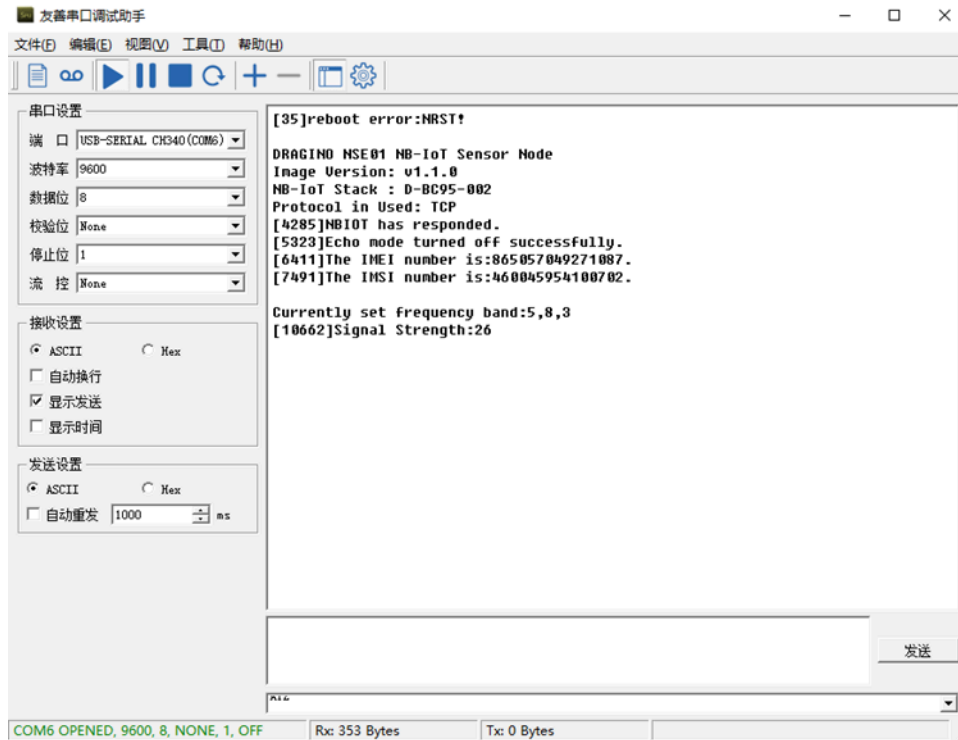 友善串口调试助手
文件(F) 编辑(E) 视图(V) 工具(T) 帮助(H)
串口设置
端 口 USB-SERIAL CH340(COM6)
波特率 9600
数据位 8
校验位 None
停止位 1
流 控 None
接收设置
ASCII Hex
自动换行
显示发送
显示时间
发送设置
ASCII Hex
自动重发 1000 ms
[35]reboot error:NRST!
DRAGINO NSE01 NB-IoT Sensor Node
Image Version: v1.1.0
NB-IoT Stack : D-BC95-002
Protocol in Used: TCP
[4285]NBIOT has responded.
[5323]Echo mode turned off successfully.
[6411]The IMEI number is:865057049271087.
[7491]The IMSI number is:460045954100702.
Currently set frequency band:5,8,3
[10662]Signal Strength:26
发送
COM6 OPENED, 9600, 8, NONE, 1, OFF Rx: 353 Bytes Tx: 0 Bytes